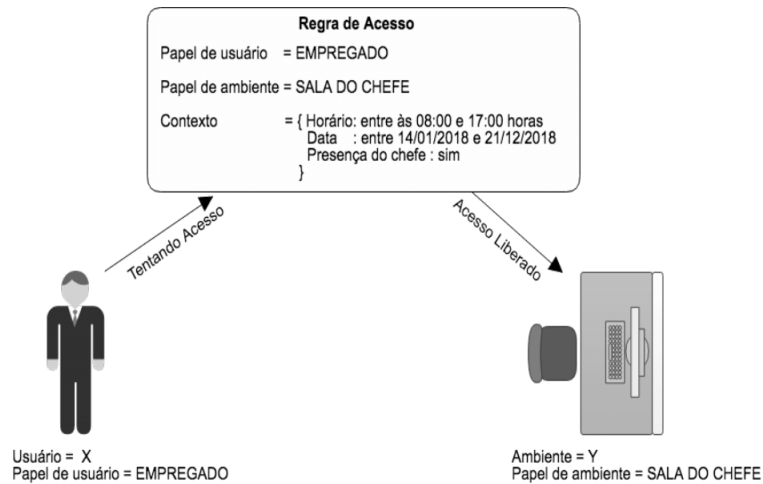 Regra de Acesso
Papel de usuário = EMPREGADO
Papel de ambiente = SALA DO CHEFE
Contexto = { Horário: entre às 08:00 e 17:00 horas
Data : entre 14/01/2018 e 21/12/2018
Presença do chefe : sim
}
Tentando Acesso
Acesso Liberado
Usuário = X
Papel de usuário = EMPREGADO
Ambiente = Y
Papel de ambiente = SALA DO CHEFE